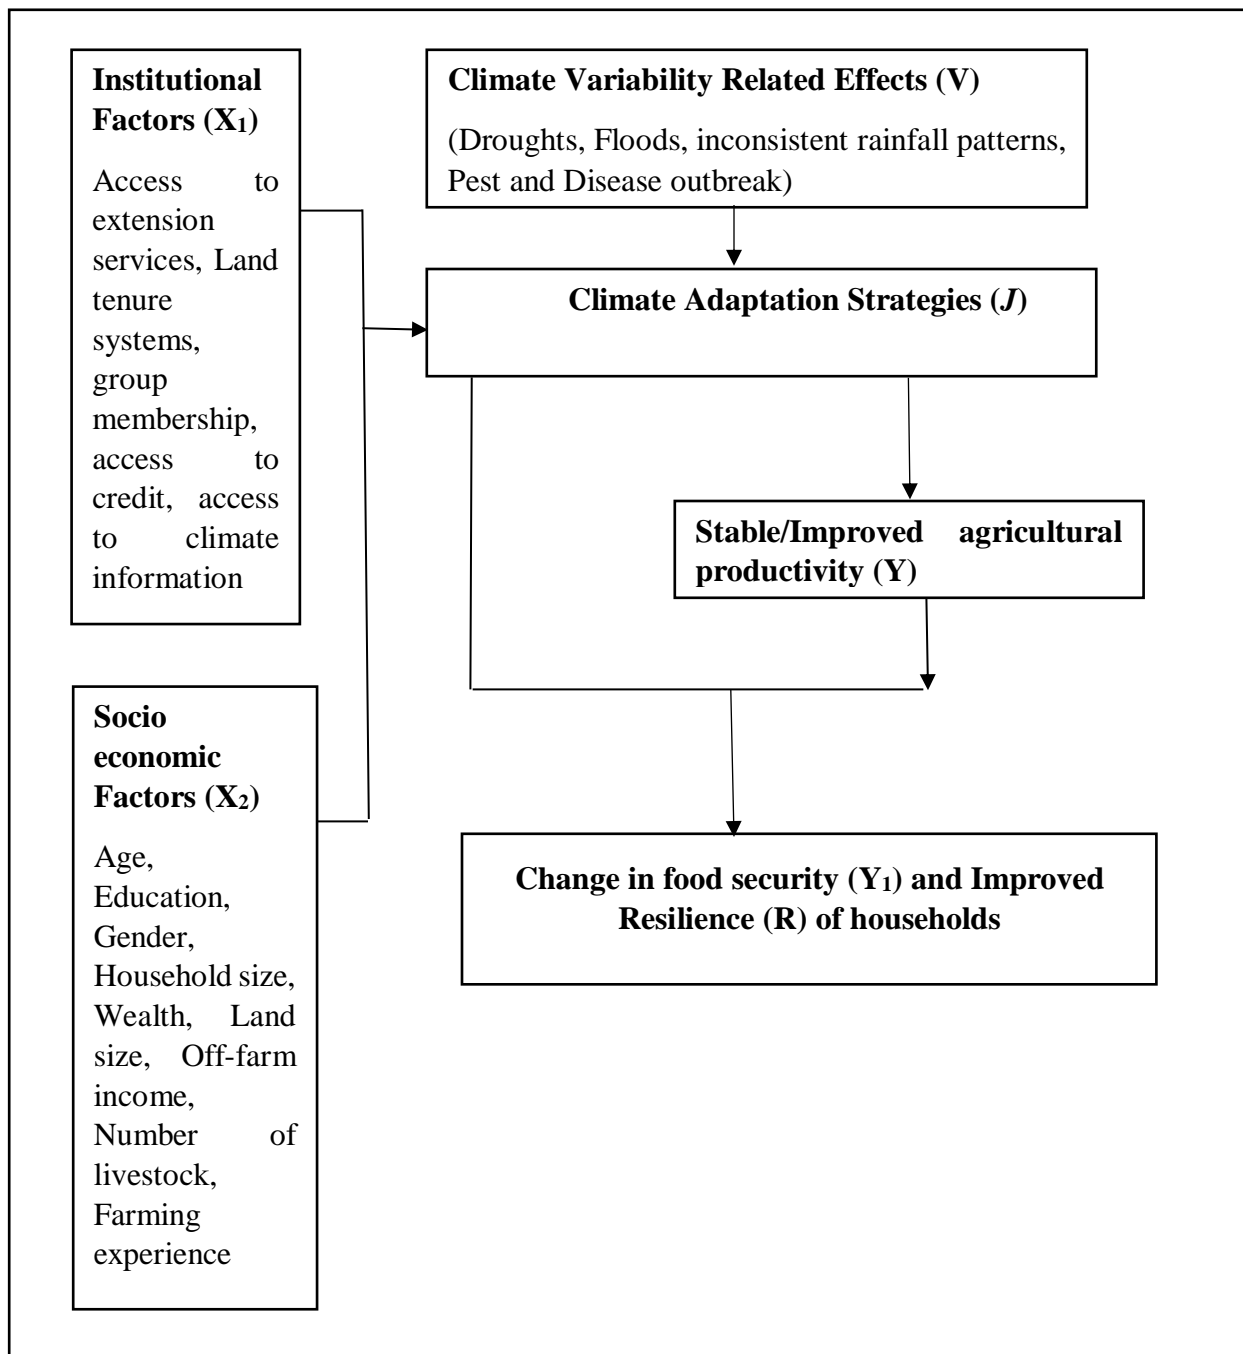 Institutional
Factors (X₁)
Access to
extension
services, Land
tenure
systems,
group
membership,
access to
credit, access
to climate
information
Climate Variability Related Effects (V)
(Droughts, Floods, inconsistent rainfall patterns,
Pest and Disease outbreak)
Climate Adaptation Strategies (J)
Stable/Improved agricultural
productivity (Y)
Socio
economic
Factors (X₂)
Age,
Education,
Gender,
Household size,
Wealth, Land
size, Off-farm
income,
Number of
livestock,
Farming
experience
Change in food security (Y₁) and Improved
Resilience (R) of households